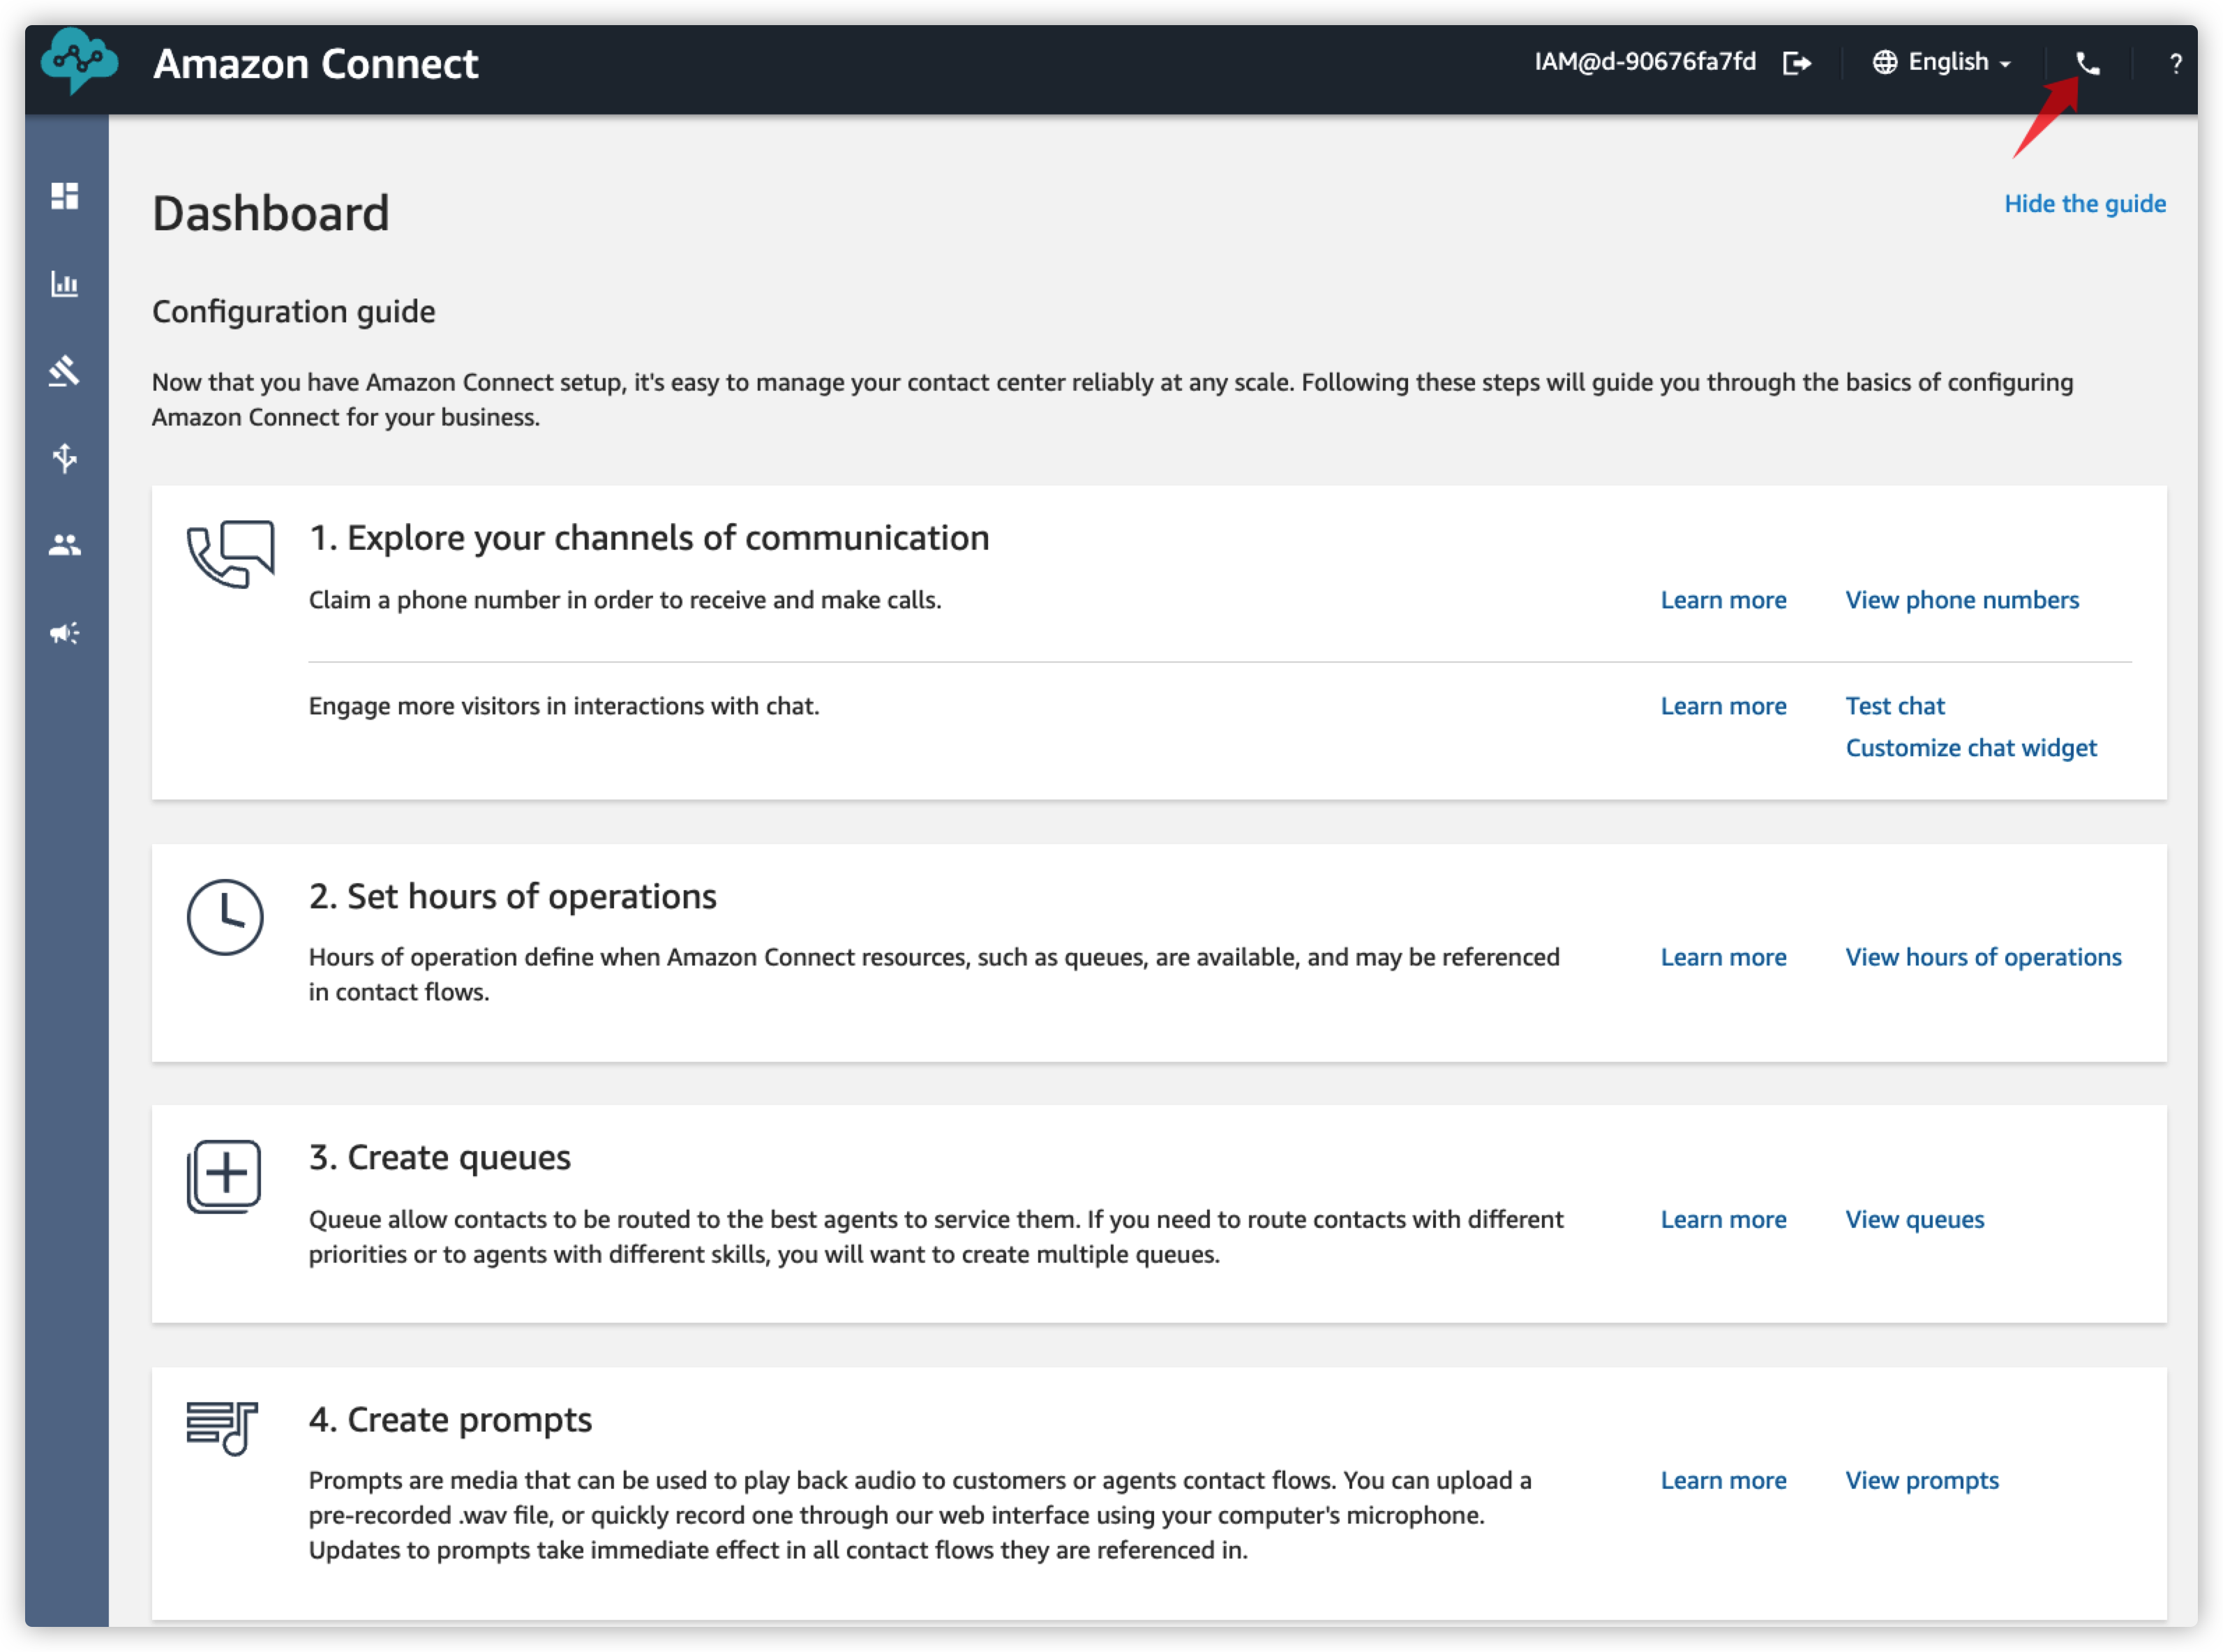 Amazon Connect
IAM@d-90676fa7fd
English
?
Dashboard
Hide the guide
Configuration guide
Now that you have Amazon Connect setup, it's easy to manage your contact center reliably at any scale. Following these steps will guide you through the basics of configuring
Amazon Connect for your business.
1. Explore your channels of communication
Claim a phone number in order to receive and make calls.
Learn more
View phone numbers
Engage more visitors in interactions with chat.
Learn more
Test chat
Customize chat widget
2. Set hours of operations
Hours of operation define when Amazon Connect resources, such as queues, are available, and may be referenced
in contact flows.
Learn more
View hours of operations
3. Create queues
Queue allow contacts to be routed to the best agents to service them. If you need to route contacts with different
priorities or to agents with different skills, you will want to create multiple queues.
Learn more
View queues
4. Create prompts
Prompts are media that can be used to play back audio to customers or agents contact flows. You can upload a
pre-recorded .wav file, or quickly record one through our web interface using your computer's microphone.
Updates to prompts take immediate effect in all contact flows they are referenced in.
Learn more
View prompts